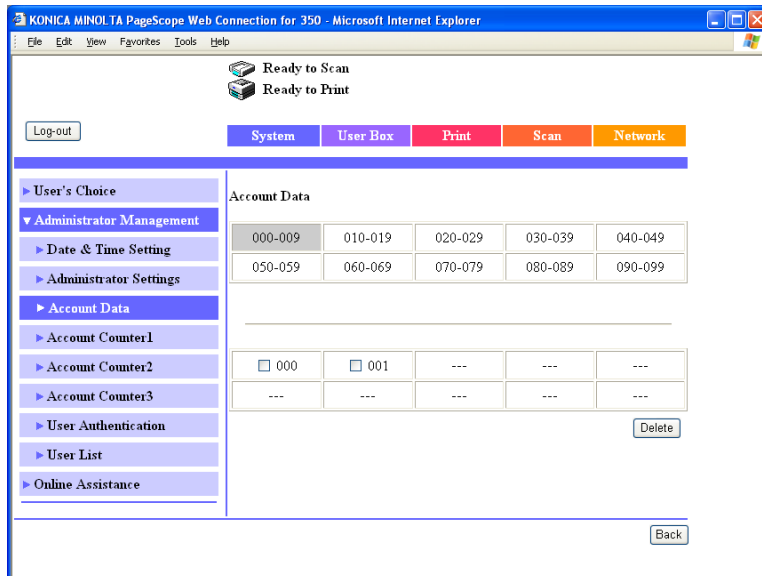 KONICA MINOLTA PageScope Web Connection for 350 - Microsoft Internet Explorer
File Edit View Favorites Tools Help
Ready to Scan
Ready to Print
Log-out
System User Box Print Scan Network
User's Choice
Administrator Management
Date & Time Setting
Administrator Settings
Account Data
Account Counter1
Account Counter2
Account Counter3
User Authentication
User List
Online Assistance
Account Data
000-009 010-019 020-029 030-039 040-049
050-059 060-069 070-079 080-089 090-099
000 001 --- --- ---
--- --- --- --- ---
Delete
Back